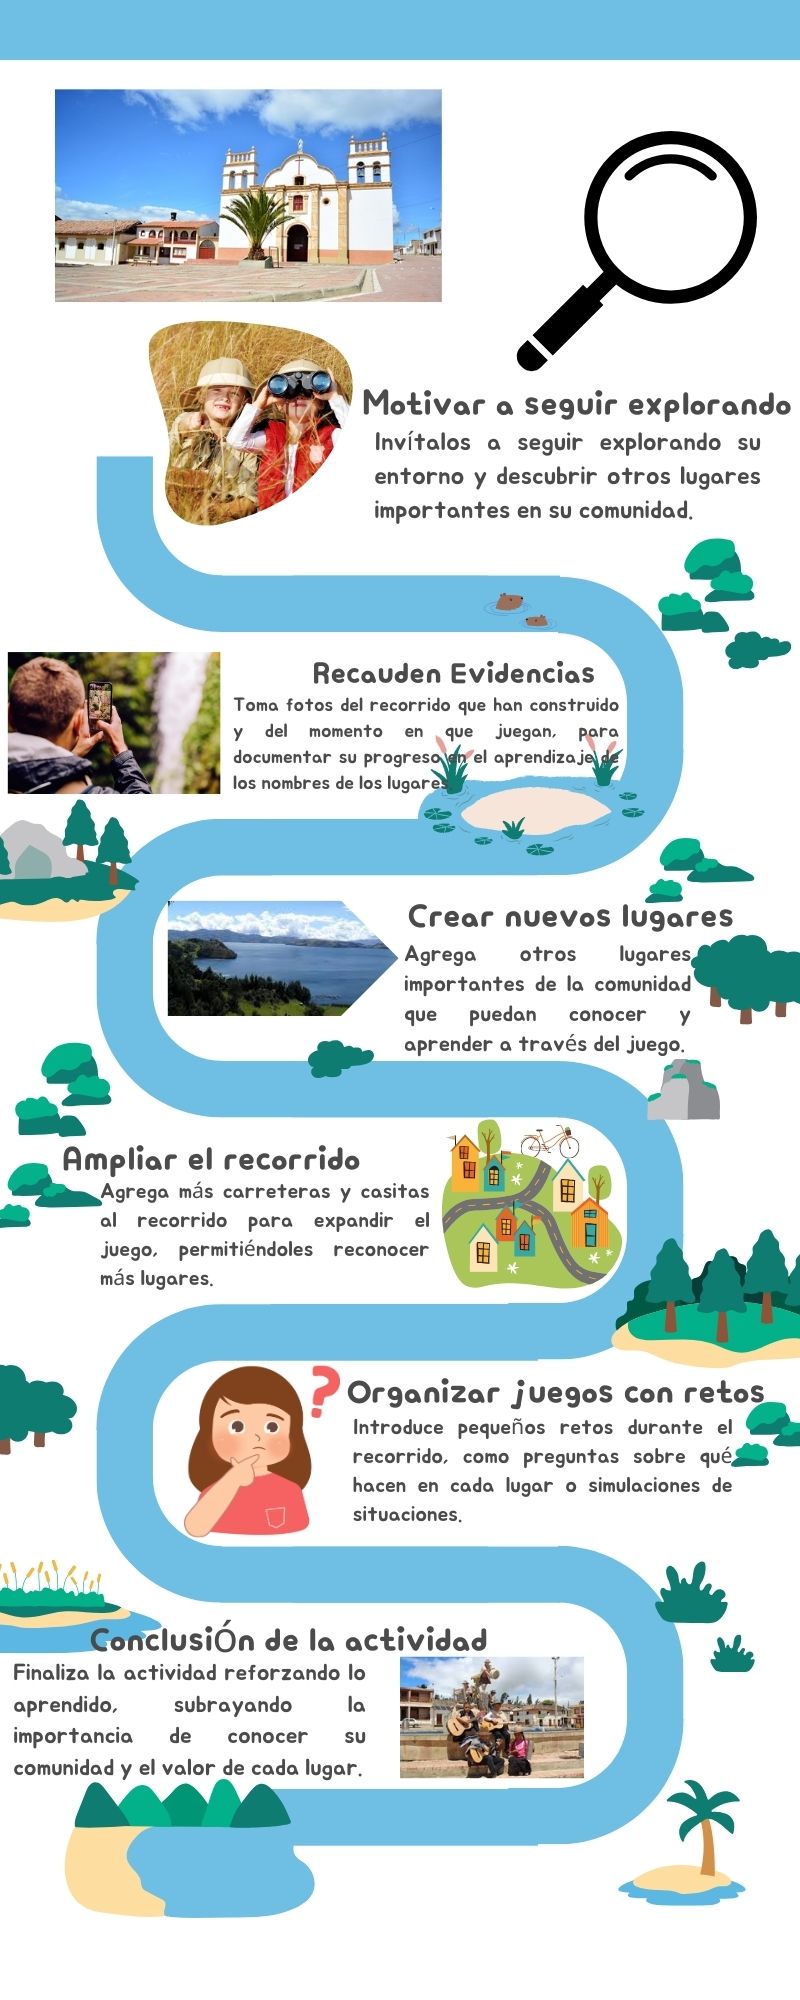 Motivar a seguir explorando
Invítalos a seguir explorando su
entorno y descubrir otros lugares
importantes en su comunidad.
Recauden Evidencias
Toma fotos del recorrido que han construido
y del momento en que juegan, para
documentar su progreso en el aprendizaje de
los nombres de los lugares.
Crear nuevos lugares
Agrega otros lugares
importantes de la comunidad
que puedan conocer y
aprender a través del juego.
Ampliar el recorrido
Agrega más carreteras y casitas
al recorrido para expandir el
juego, permitiéndoles reconocer
más lugares.
?
Organizar juegos con retos
Introduce pequeños retos durante el
recorrido, como preguntas sobre qué
hacen en cada lugar o simulaciones de
situaciones.
ConclusiÓn de la actividad
Finaliza la actividad reforzando lo
aprendido, subrayando la
importancia de conocer su
comunidad y el valor de cada lugar.